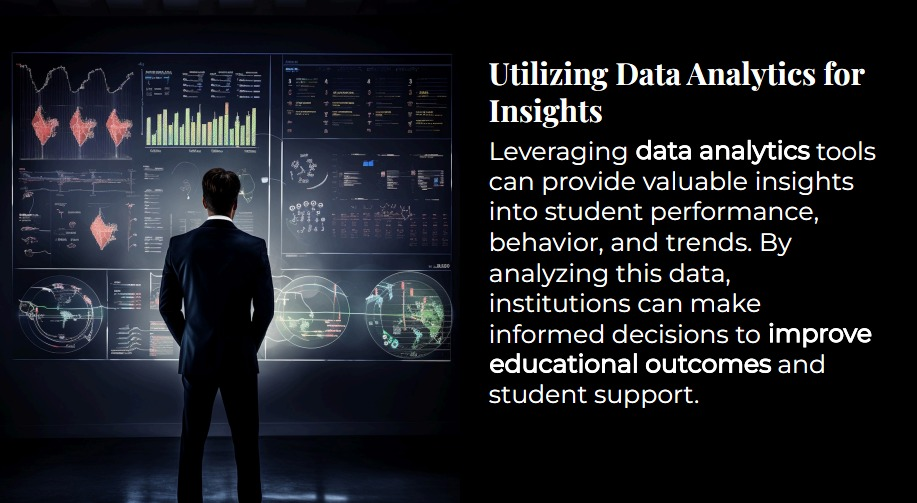 Utilizing Data Analytics for
Insights
Leveraging data analytics tools
can provide valuable insights
into student performance,
behavior, and trends. By
analyzing this data,
institutions can make
informed decisions to improve
educational outcomes and
student support.